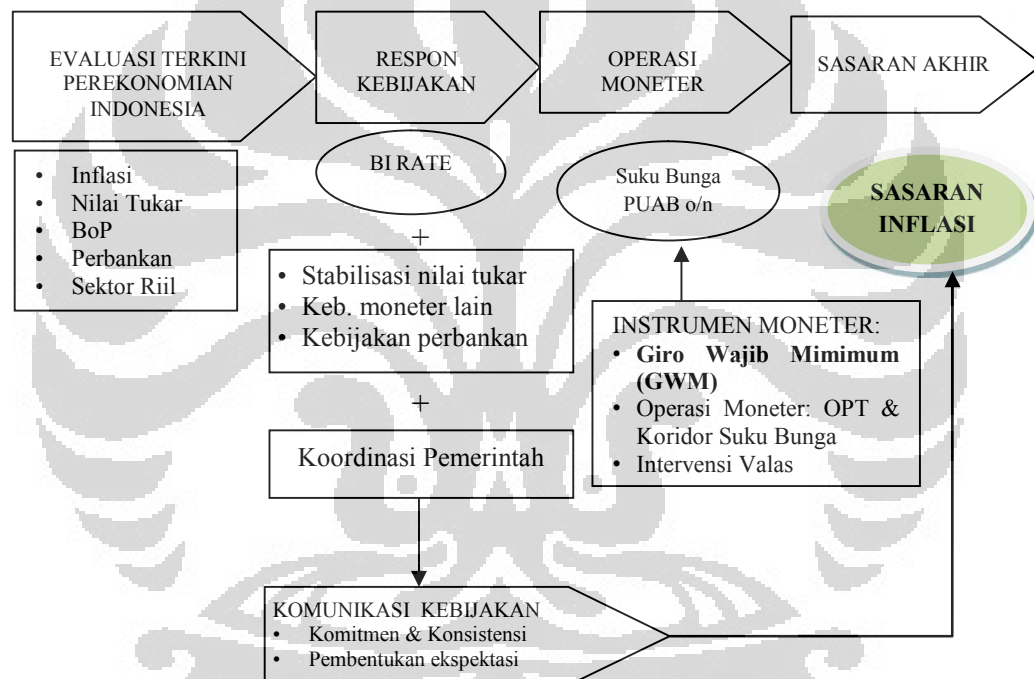 EVALUASI TERKINI
PEREKONOMIAN
INDONESIA
RESPON
KEBIJAKAN
OPERASI
MONETER
SASARAN AKHIR
• Inflasi
• Nilai Tukar
• BoP
• Perbankan
• Sektor Riil
BI RATE
+
• Stabilisasi nilai tukar
• Keb. moneter lain
• Kebijakan perbankan
+
Koordinasi Pemerintah
Suku Bunga
PUAB o/n
INSTRUMEN MONETER:
• Giro Wajib Mimimum
(GWM)
• Operasi Moneter: OPT &
Koridor Suku Bunga
• Intervensi Valas
SASARAN
INFLASI
KOMUNIKASI KEBIJAKAN
• Komitmen & Konsistensi
• Pembentukan ekspektasi